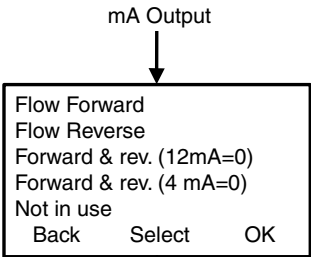 mA Output
Flow Forward
Flow Reverse
Forward & rev. (12mA=0)
Forward & rev. (4 mA=0)
Not in use
Back Select OK